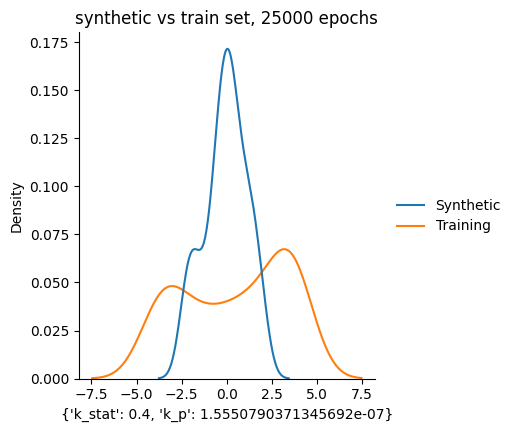 synthetic vs train set, 25000 epochs
0.175
0.150
0.125
0.100
0.075
0.050
0.025
0.000
Density
−7.5 −5.0 −2.5 0.0 2.5 5.0 7.5
{'k_stat': 0.4, 'k_p': 1.5550790371345692e-07}
Synthetic
Training